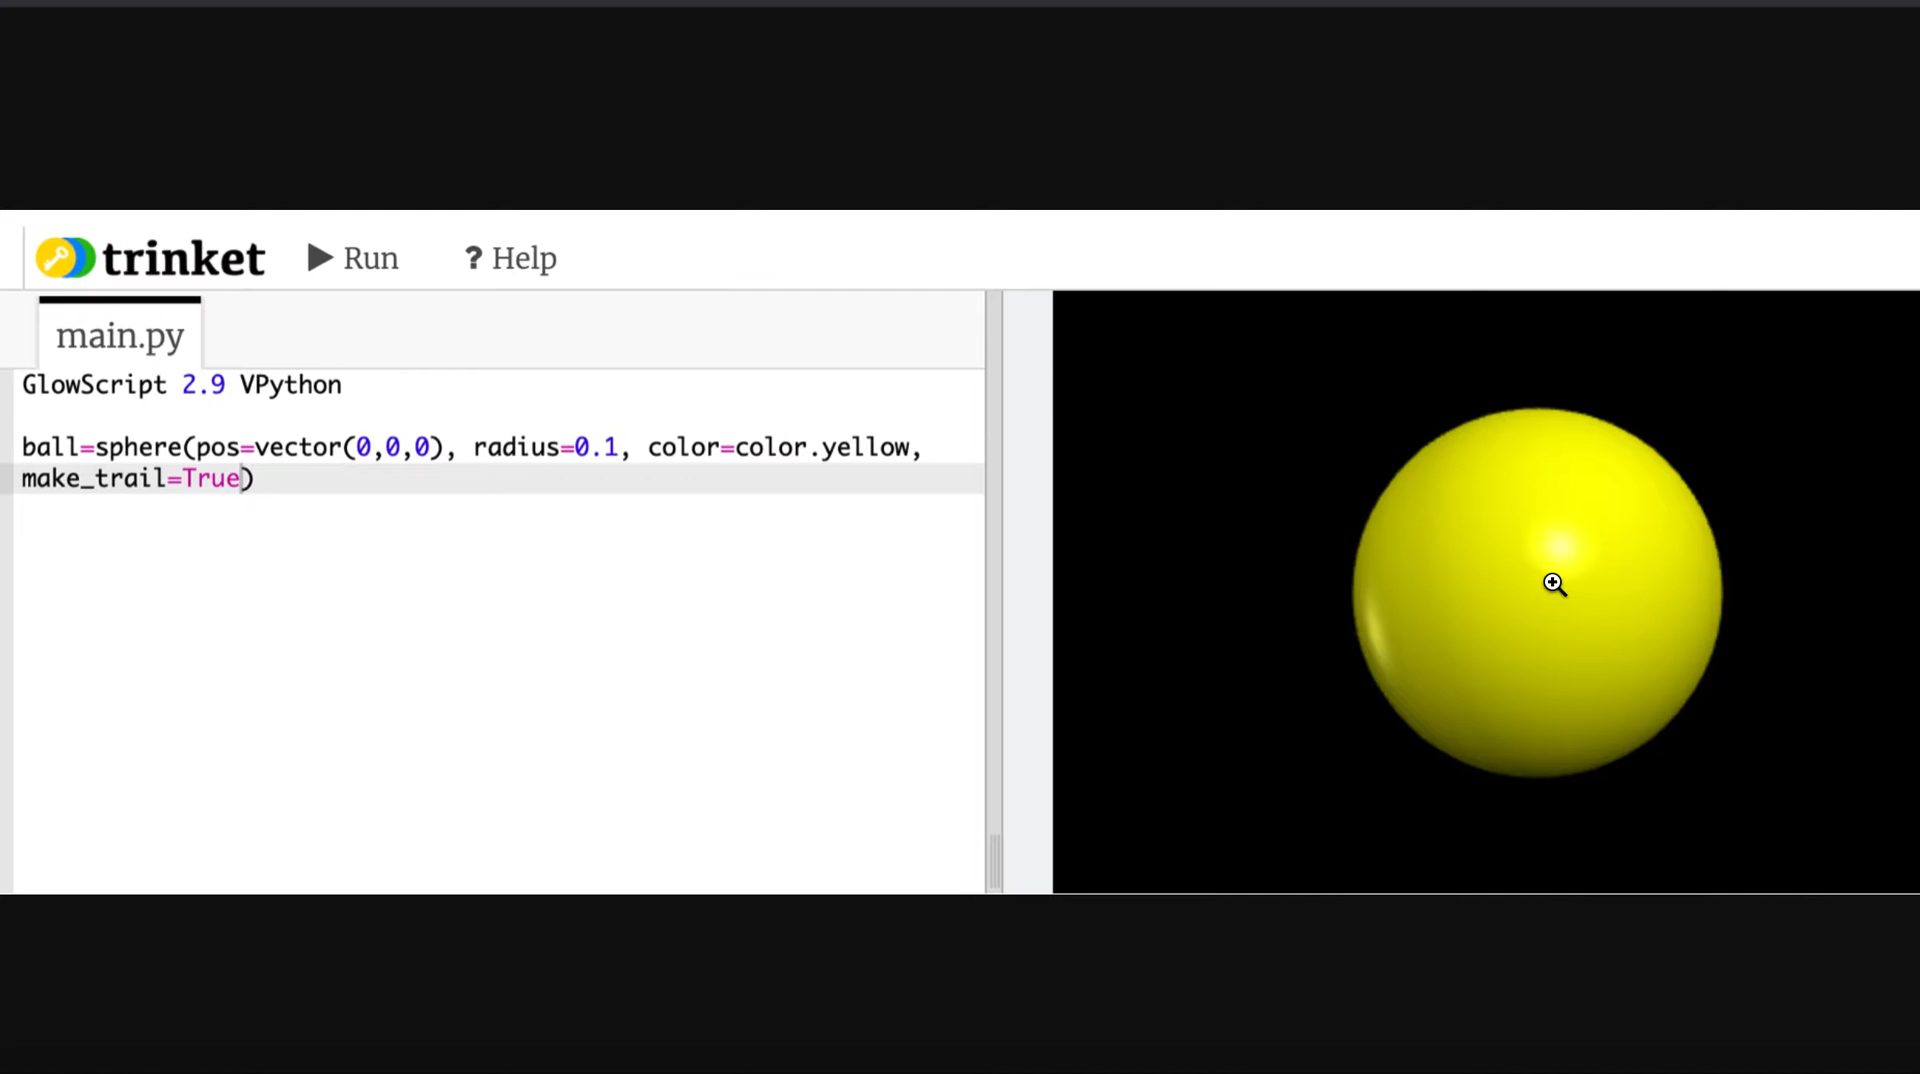 trinket Run ? Help
main.py
GlowScript 2.9 VPython
ball=sphere(pos=vector(0,0,0), radius=0.1, color=color.yellow,
make_trail=True)